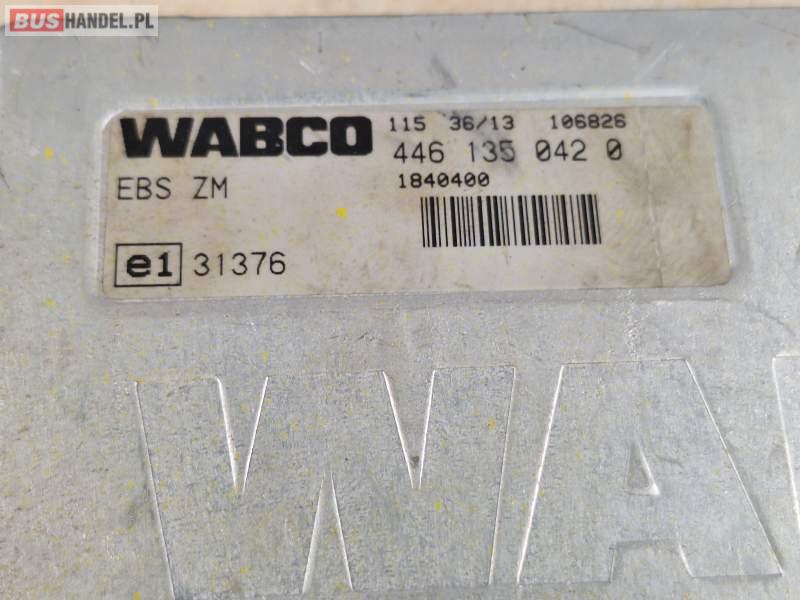 BUSHANDEL.PL
WABCO 115 36/13 106826
446 135 042 0
EBS ZM 1840400
e1 31376
WA